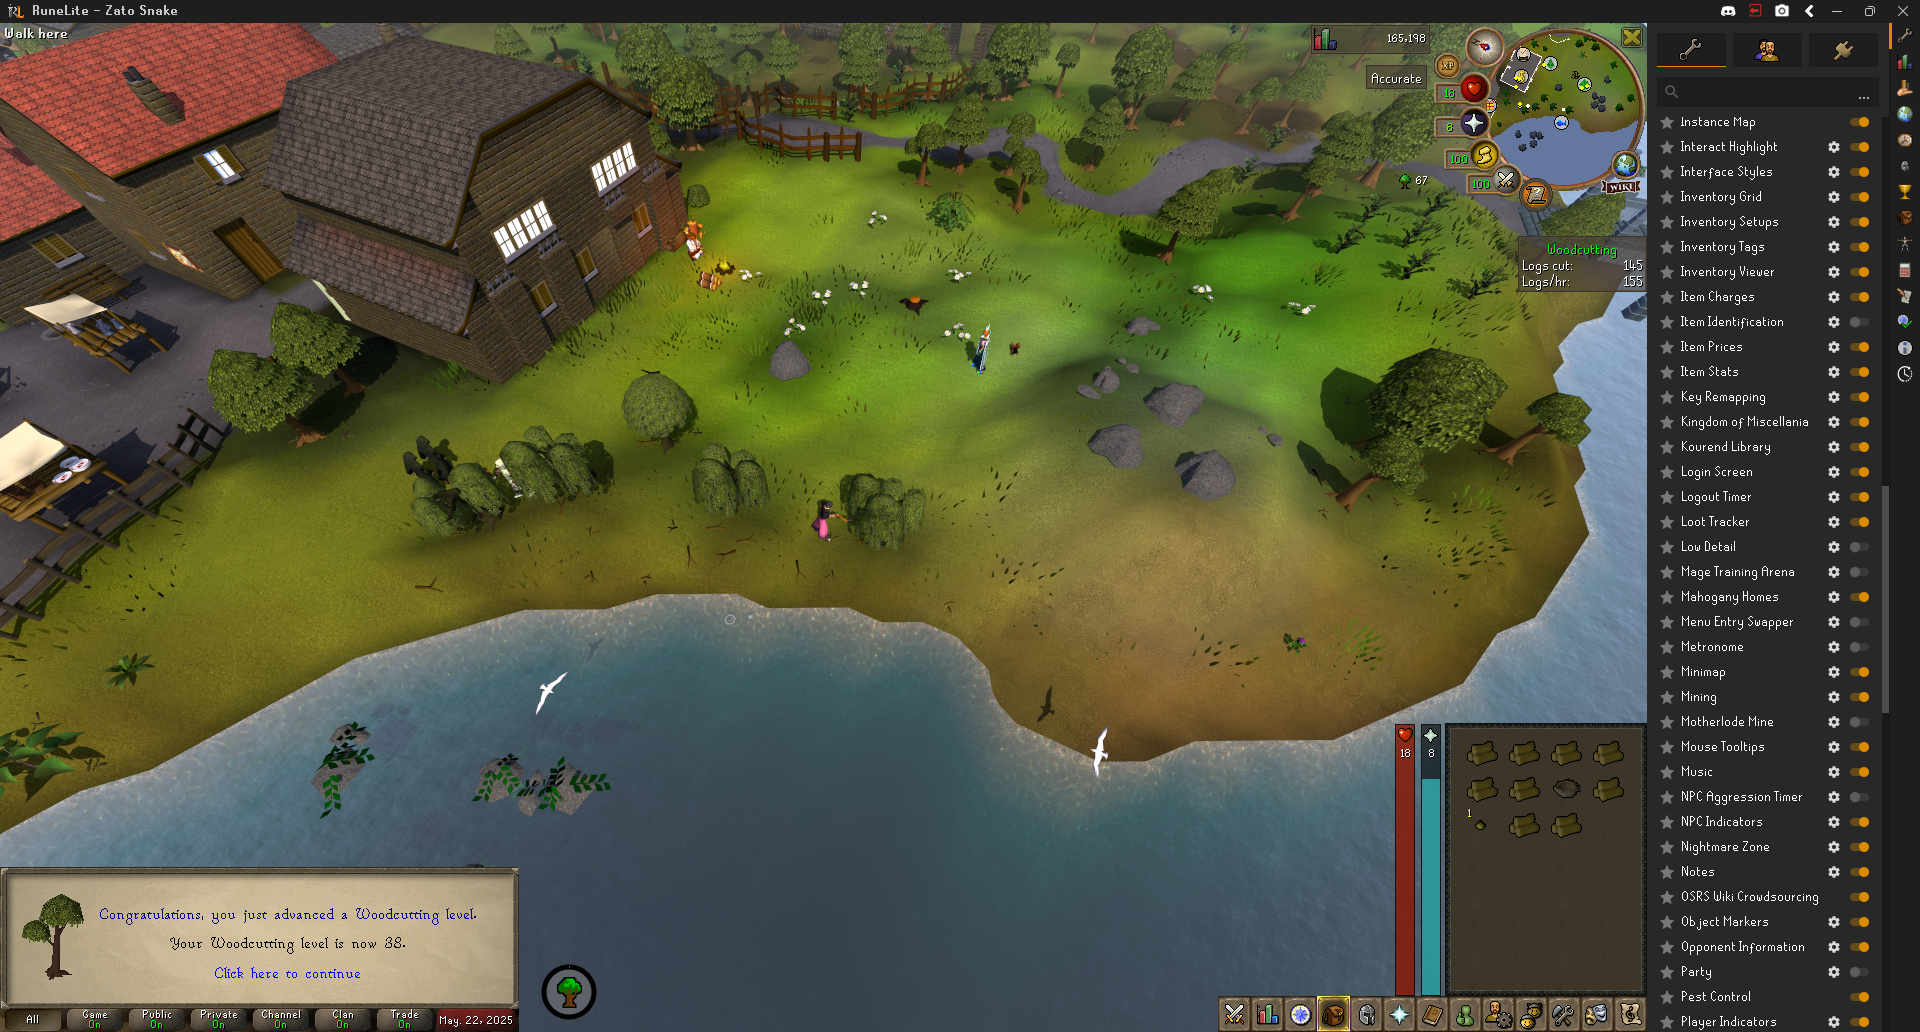 RuneLite - Zato Snake
Walk here
165,198
Accurate
XP
18
8
100
100
67
WIKI
Woodcutting
Logs cut: 145
Logs/hr: 155
...
Instance Map
Interact Highlight
Interface Styles
Inventory Grid
Inventory Setups
Inventory Tags
Inventory Viewer
Item Charges
Item Identification
Item Prices
Item Stats
Key Remapping
Kingdom of Miscellania
Kourend Library
Login Screen
Logout Timer
Loot Tracker
Low Detail
Mage Training Arena
Mahogany Homes
Menu Entry Swapper
Metronome
Minimap
Mining
Motherlode Mine
Mouse Tooltips
Music
NPC Aggression Timer
NPC Indicators
Nightmare Zone
Notes
OSRS Wiki Crowdsourcing
Object Markers
Opponent Information
Party
Pest Control
Player Indicators
18
8
1
Congratulations, you just advanced a Woodcutting level.
Your Woodcutting level is now 38.
Click here to continue
All
Game
On
Public
On
Private
On
Channel
On
Clan
On
Trade
On
May. 22, 2025